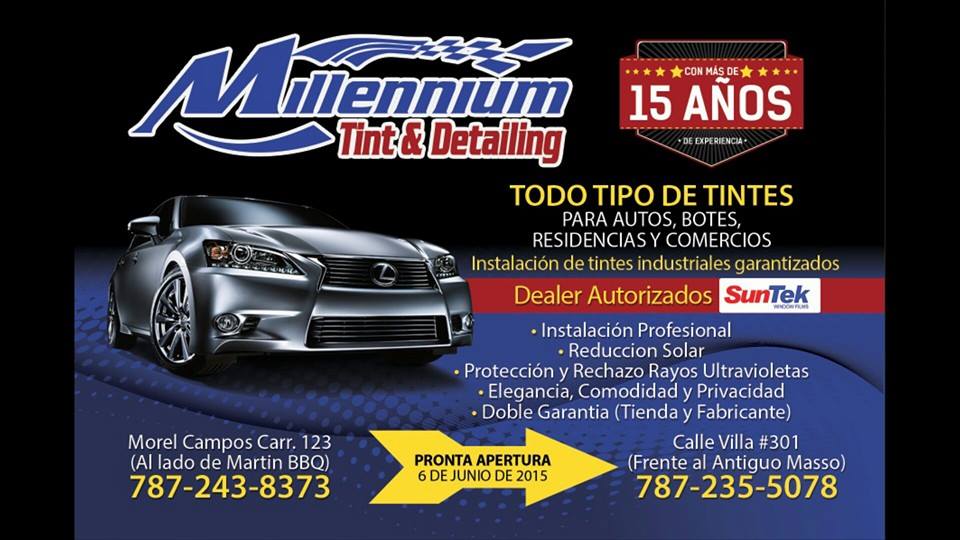 Millennium
Tint & Detailing
CON MÁS DE
15 AÑOS
DE EXPERIENCIA
TODO TIPO DE TINTES
PARA AUTOS, BOTES,
RESIDENCIAS Y COMERCIOS
Instalación de tintes industriales garantizados
Dealer Autorizados SunTek
WINDOW FILMS
• Instalación Profesional
• Reduccion Solar
• Protección y Rechazo Rayos Ultravioletas
• Elegancia, Comodidad y Privacidad
• Doble Garantia (Tienda y Fabricante)
Morel Campos Carr. 123
(Al lado de Martin BBQ)
787-243-8373
PRONTA APERTURA
6 DE JUNIO DE 2015
Calle Villa #301
(Frente al Antiguo Masso)
787-235-5078